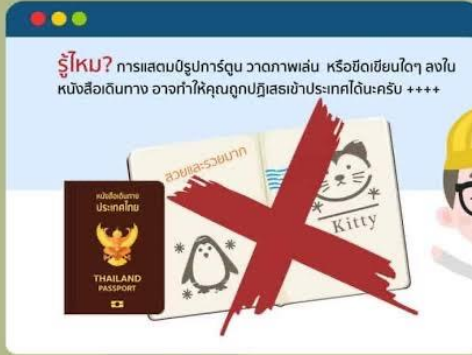 รู้ไหม? การแสตมป์รูปการ์ตูน วาดภาพเล่น หรือขีดเขียนใดๆ ลงใน
หนังสือเดินทาง อาจทำให้คุณถูกปฏิเสธเข้าประเทศได้นะครับ ++++
สวยและรวยมาก
Kitty
หนังสือเดินทาง
ประเทศไทย
THAILAND
PASSPORT